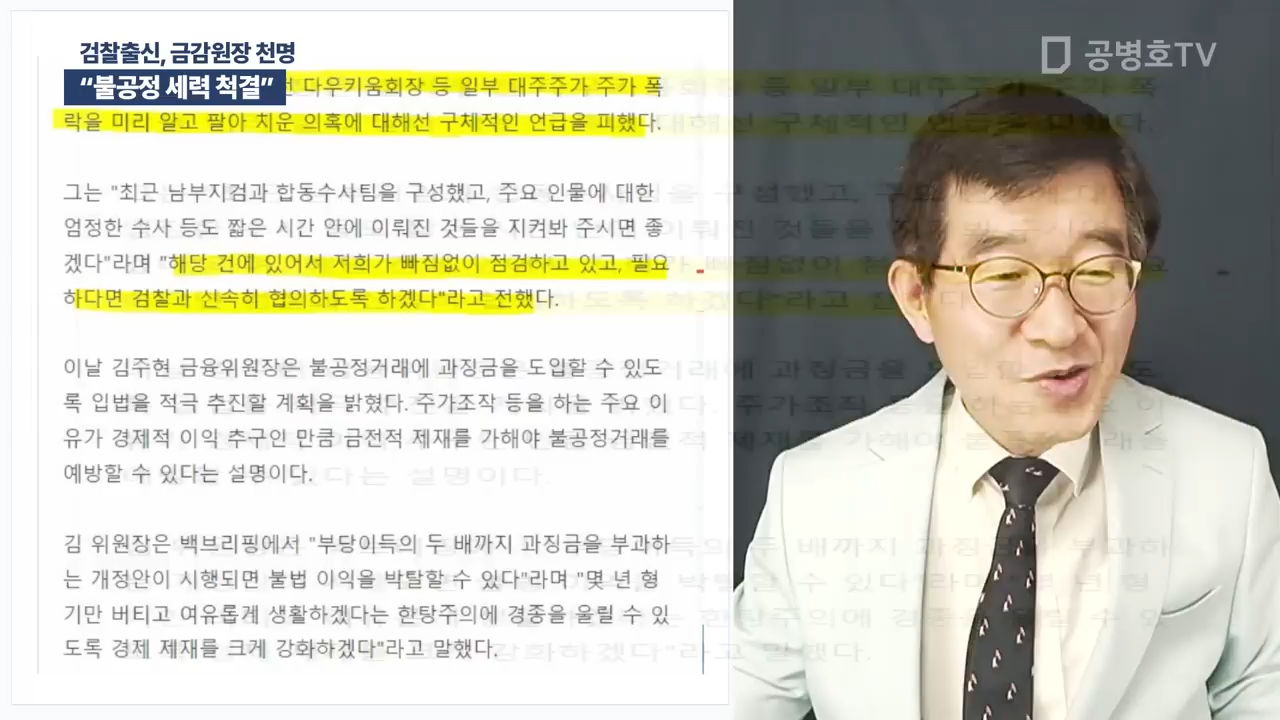 검찰출신, 금감원장 천명
“불공정 세력 척결”
공병호TV
다우키움회장 등 일부 대주주가 주가 폭
락을 미리 알고 팔아 치운 의혹에 대해선 구체적인 언급을 피했다.
그는 "최근 남부지검과 합동수사팀을 구성했고, 주요 인물에 대한
엄정한 수사 등도 짧은 시간 안에 이뤄진 것들을 지켜봐 주시면 좋
겠다"라며 "해당 건에 있어서 저희가 빠짐없이 점검하고 있고, 필요
하다면 검찰과 신속히 협의하도록 하겠다"라고 전했다.
이날 김주현 금융위원장은 불공정거래에 과징금을 도입할 수 있도
록 입법을 적극 추진할 계획을 밝혔다. 주가조작 등을 하는 주요 이
유가 경제적 이익 추구인 만큼 금전적 제재를 가해야 불공정거래를
예방할 수 있다는 설명이다.
김 위원장은 백브리핑에서 "부당이득의 두 배까지 과징금을 부과하
는 개정안이 시행되면 불법 이익을 박탈할 수 있다"라며 "몇 년 형
기만 버티고 여유롭게 생활하겠다는 한탕주의에 경종을 울릴 수 있
도록 경제 제재를 크게 강화하겠다"라고 말했다.